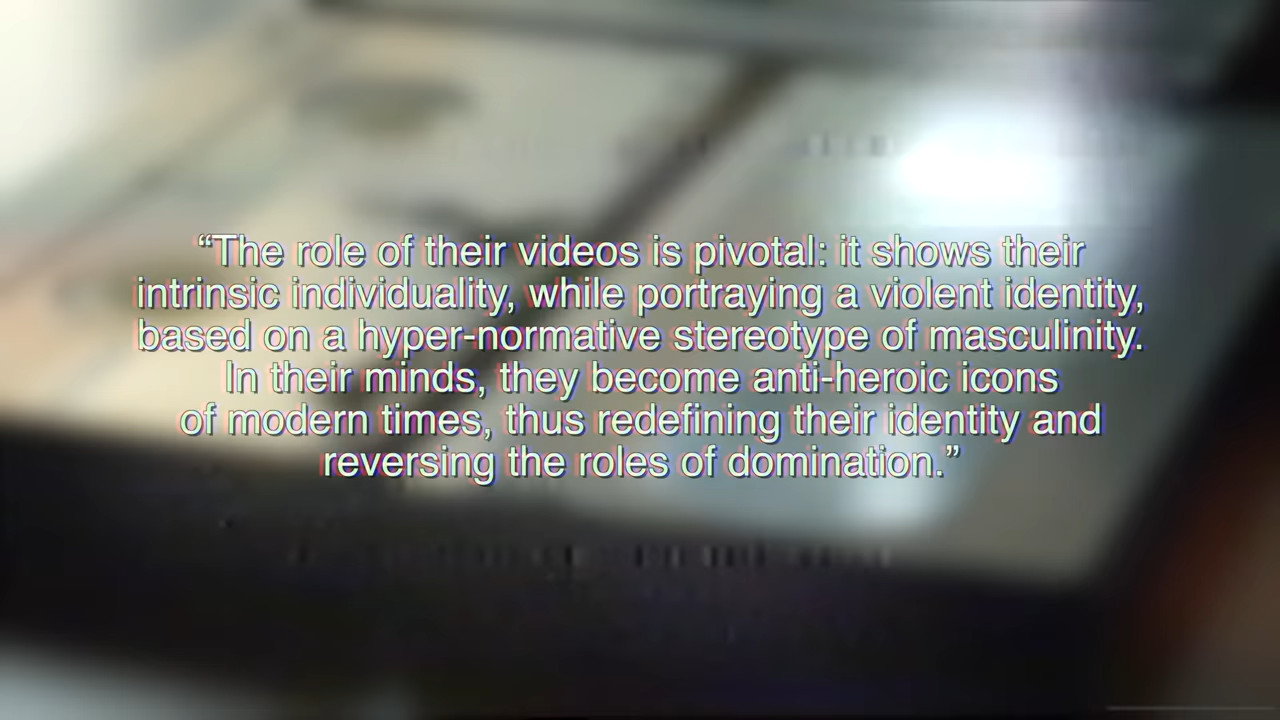 “The role of their videos is pivotal: it shows their
intrinsic individuality, while portraying a violent identity,
based on a hyper-normative stereotype of masculinity.
In their minds, they become anti-heroic icons
of modern times, thus redefining their identity and
reversing the roles of domination.”